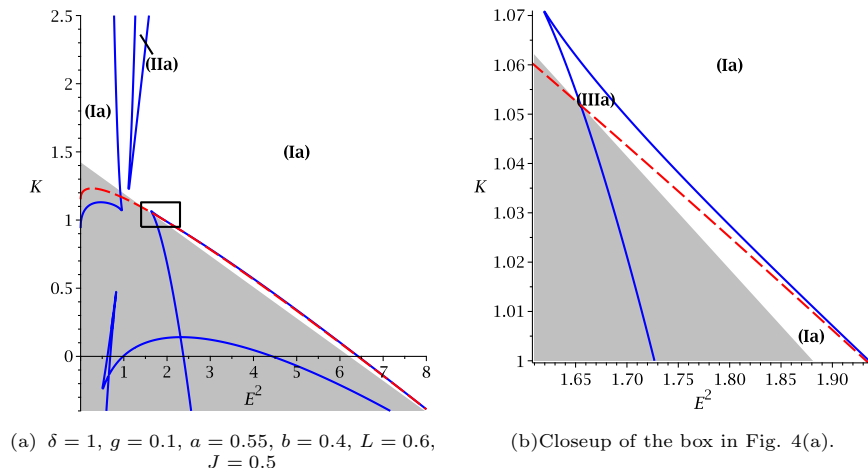 2.5
2
1.5
K
1
0.5
0
1 2 3 4 5 6 7 8
E²
(Ia)
(IIa)
(Ia)
(a) δ = 1, g = 0.1, a = 0.55, b = 0.4, L = 0.6,
J = 0.5
1.07
1.06
1.05
1.04
K
1.03
1.02
1.01
1
1.65 1.70 1.75 1.80 1.85 1.90
E²
(Ia)
(IIIa)
(Ia)
(b)Closeup of the box in Fig. 4(a).